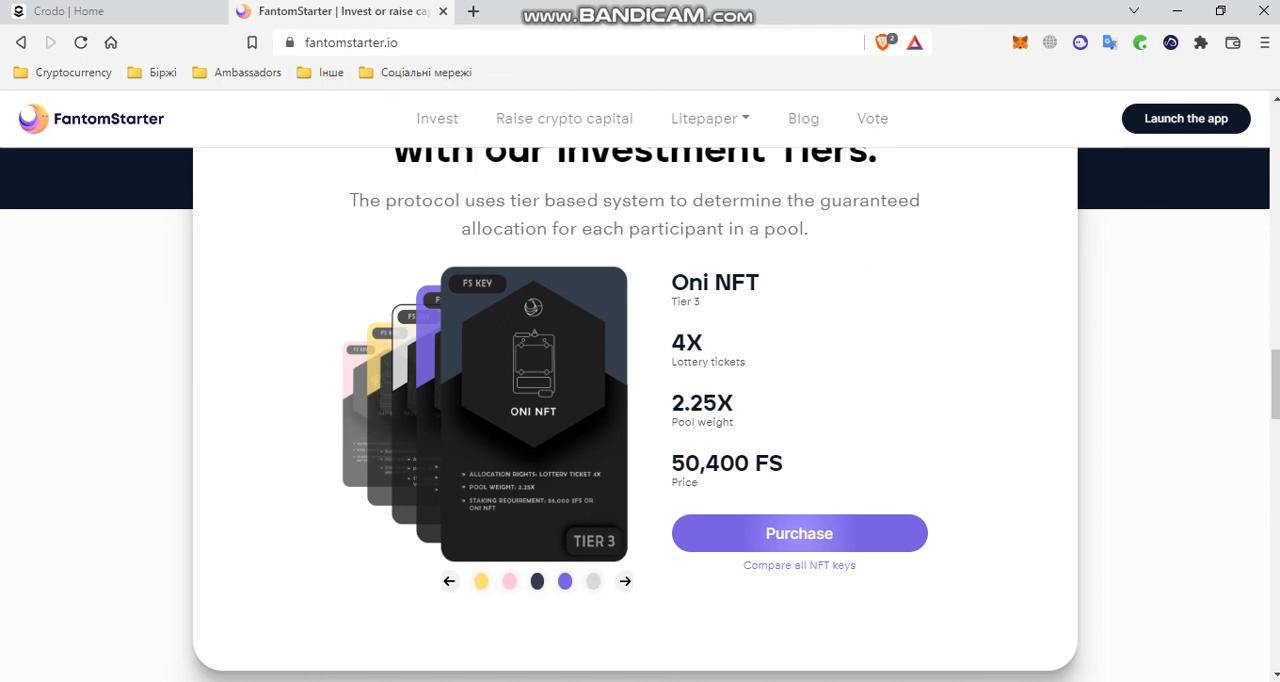 Crodo | Home
FantomStarter | Invest or raise ca
www.BANDICAM.com
fantomstarter.io
2
Cryptocurrency
Біржі
Ambassadors
Інше
Соціальні мережі
FantomStarter
Invest
Raise crypto capital
Litepaper
Blog
Vote
Launch the app
with our Investment Tiers.
The protocol uses tier based system to determine the guaranteed
allocation for each participant in a pool.
FS KEY
ONI NFT
» ALLOCATION RIGHTS: LOTTERY TICKET 4X
» POOL WEIGHT: 2.25X
TIER 3
Oni NFT
Tier 3
4X
Lottery tickets
2.25X
Pool weight
50,400 FS
Price
Purchase
Compare all NFT keys